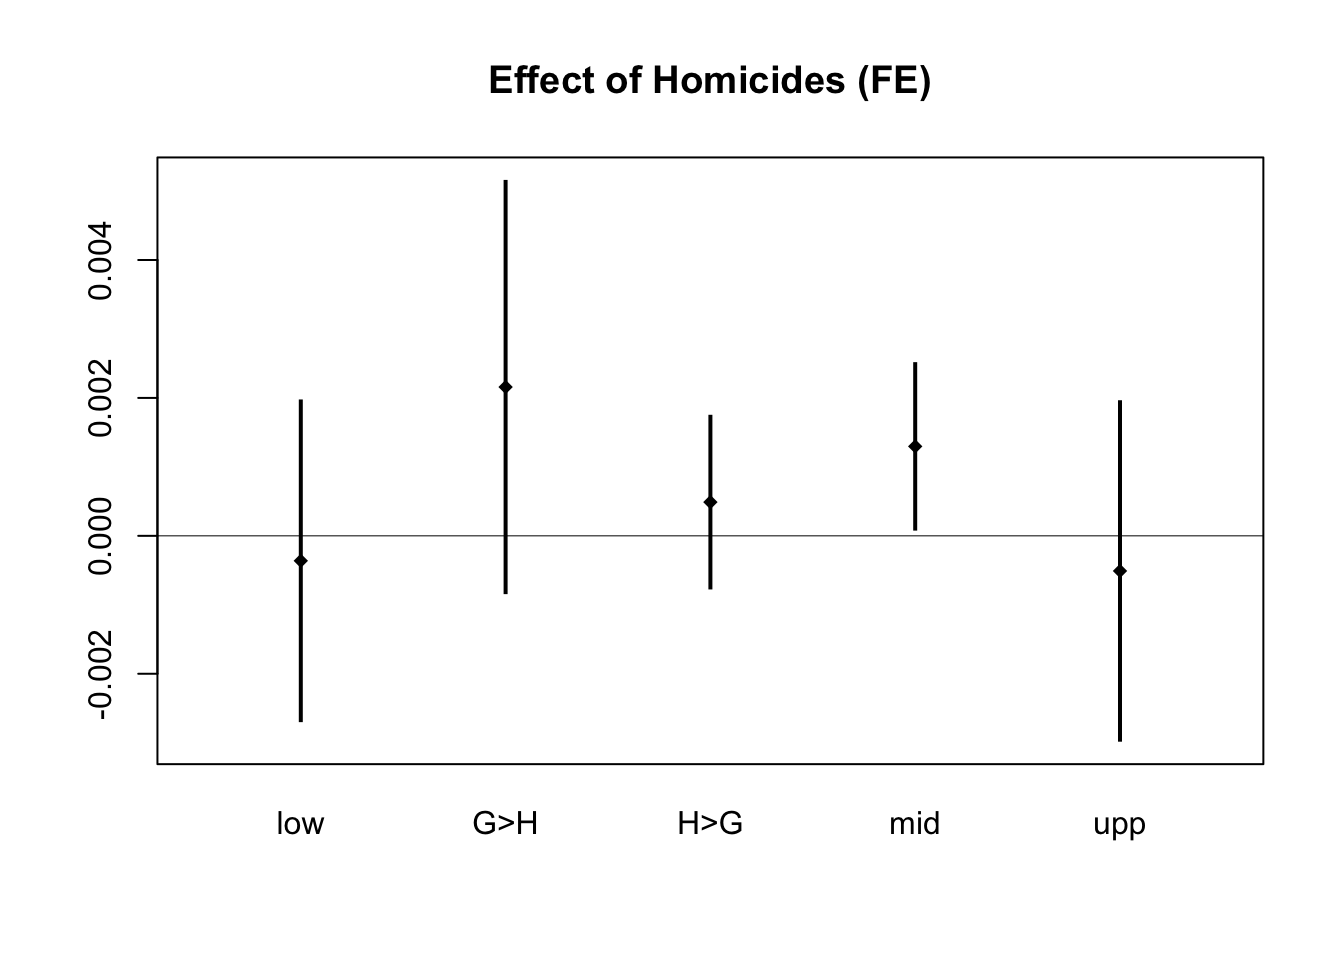 Effect of Homicides (FE)
0.004
0.002
0.000
-0.002
low G>H H>G mid upp